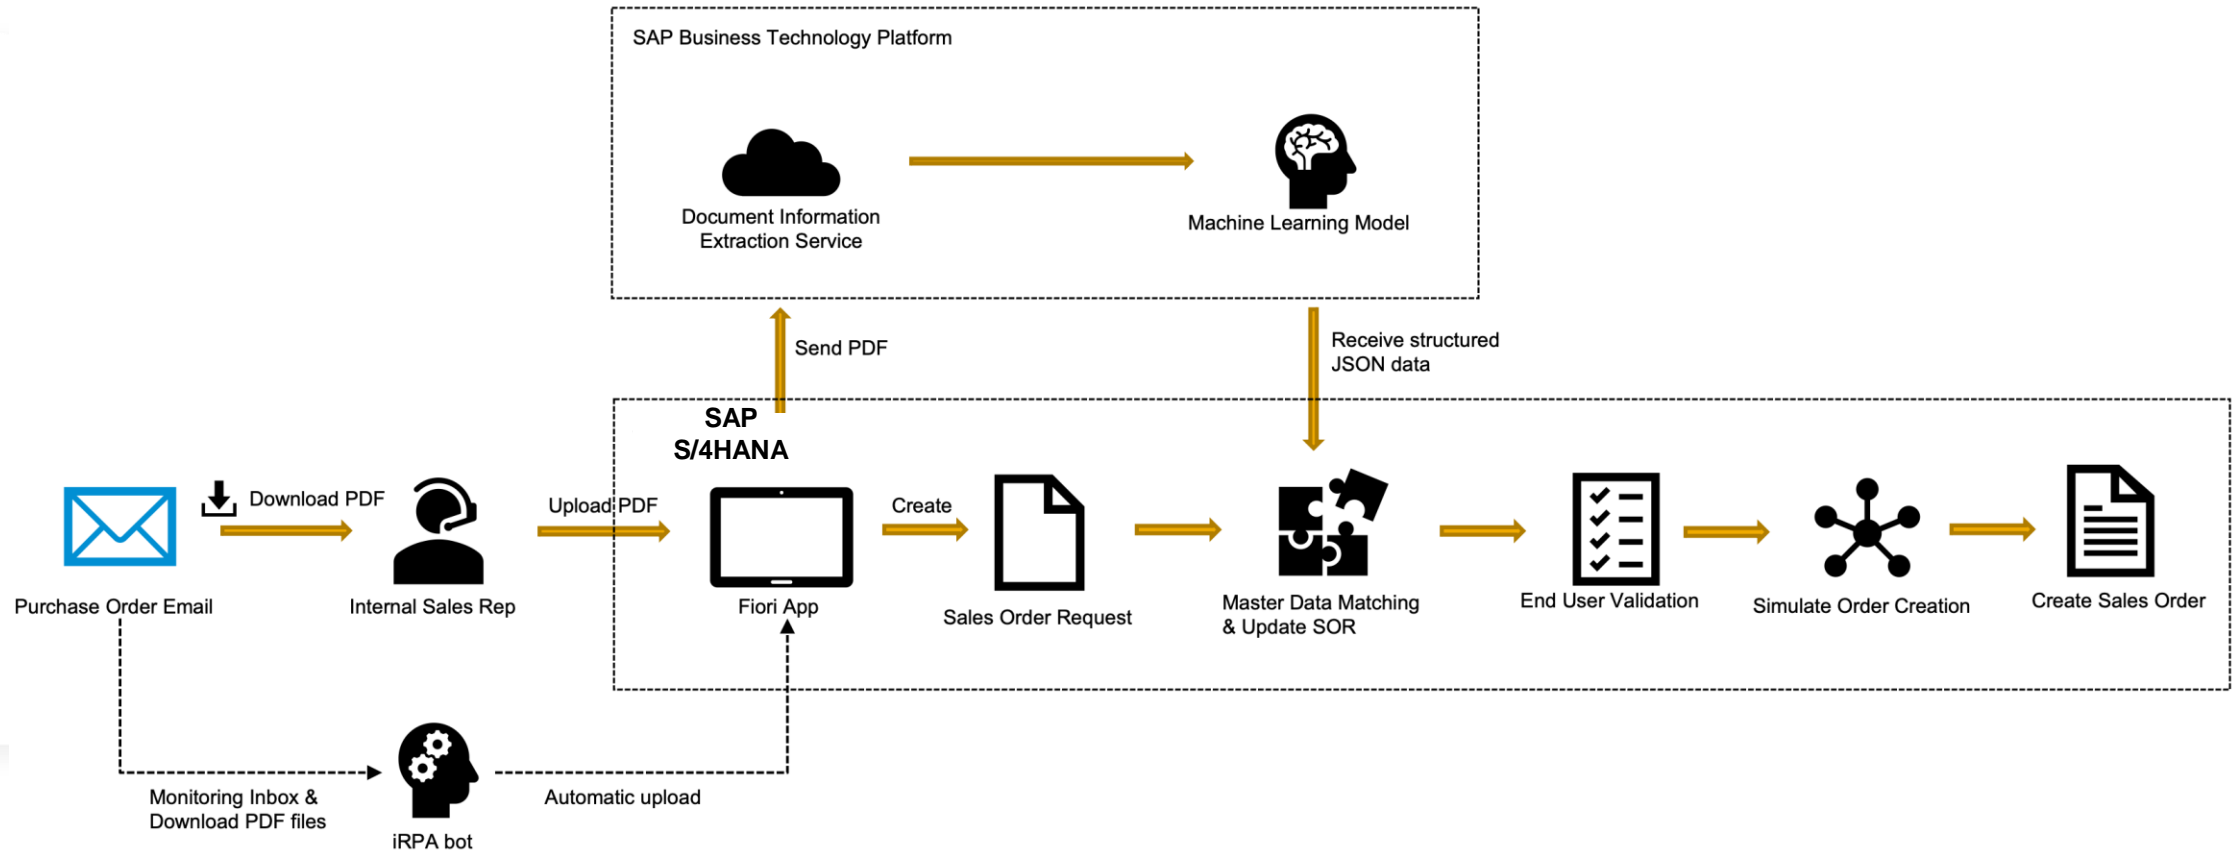 SAP Business Technology Platform
Document Information
Extraction Service
Machine Learning Model
Send PDF
Receive structured
JSON data
SAP
S/4HANA
Download PDF
Upload PDF
Create
Purchase Order Email
Internal Sales Rep
Fiori App
Sales Order Request
Master Data Matching
& Update SOR
End User Validation
Simulate Order Creation
Create Sales Order
Monitoring Inbox &
Download PDF files
iRPA bot
Automatic upload